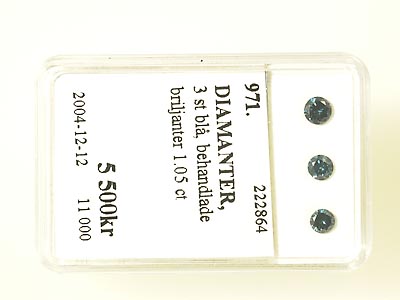 971.
222864
DIAMANTER,
3 st blå, behandlade
briljanter 1.05 ct
5 500kr
2004-12-12
11 000